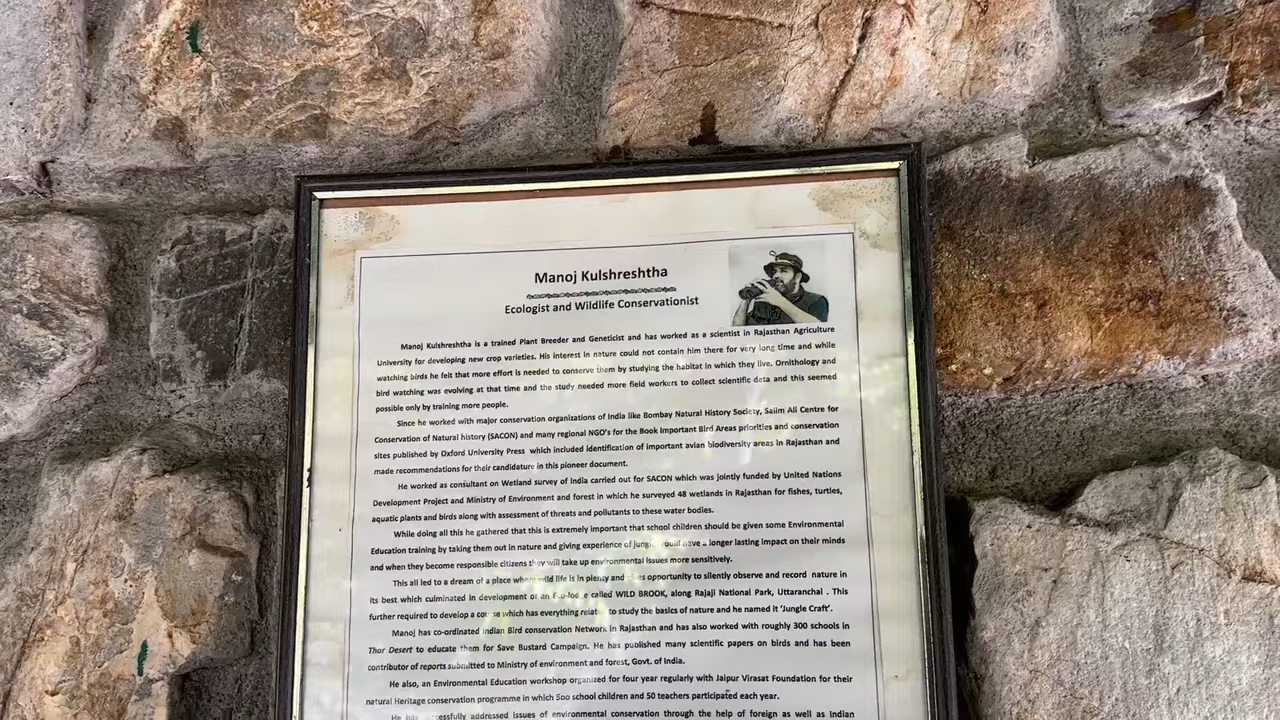 Manoj Kulshreshtha
Ecologist and Wildlife Conservationist
Manoj Kulshreshtha is a trained Plant Breeder and Geneticist and has worked as a scientist in Rajasthan Agriculture
University for developing new crop varieties. His interest in nature could not contain him there for very long time and while
watching birds he felt that more effort is needed to conserve them by studying the habitat in which they live. Ornithology and
bird watching was evolving at that time and the study needed more field workers to collect scientific data and this seemed
possible only by training more people.
Since he worked with major conservation organizations of India like Bombay Natural History Society, Salim Ali Centre for
Conservation of Natural history (SACON) and many regional NGO's for the Book Important Bird Areas priorities and conservation
sites published by Oxford University Press which included identification of important avian biodiversity areas in Rajasthan and
made recommendations for their candidature in this pioneer document.
He worked as consultant on Wetland survey of India carried out for SACON which was jointly funded by United Nations
Development Project and Ministry of Environment and forest in which he surveyed 48 wetlands in Rajasthan for fishes, turtles,
aquatic plants and birds along with assessment of threats and pollutants to these water bodies.
While doing all this he gathered that this is extremely important that school children should be given some Environmental
Education training by taking them out in nature and giving experience of jungle would have a longer lasting impact on their minds
and when they become responsible citizens they will take up environmental issues more sensitively.
This all led to a dream of a place where wild life is in plenty and opportunity to silently observe and record nature in
its best which culminated in development of an Eco-lodge called WILD BROOK, along Rajaji National Park, Uttaranchal . This
further required to develop a course which has everything to study the basics of nature and he named it 'Jungle Craft'.
Manoj has co-ordinated Indian Bird conservation Network in Rajasthan and has also worked with roughly 300 schools in
Thar Desert to educate them for Save Bustard Campaign. He has published many scientific papers on birds and has been
contributor of reports submitted to Ministry of environment and forest, Govt. of India.
He also, an Environmental Education workshop organized for four year regularly with Jaipur Virasat Foundation for their
natural Heritage conservation programme in which 500 school children and 50 teachers participated each year.
He has successfully addressed issues of environmental conservation through the help of foreign as well as Indian